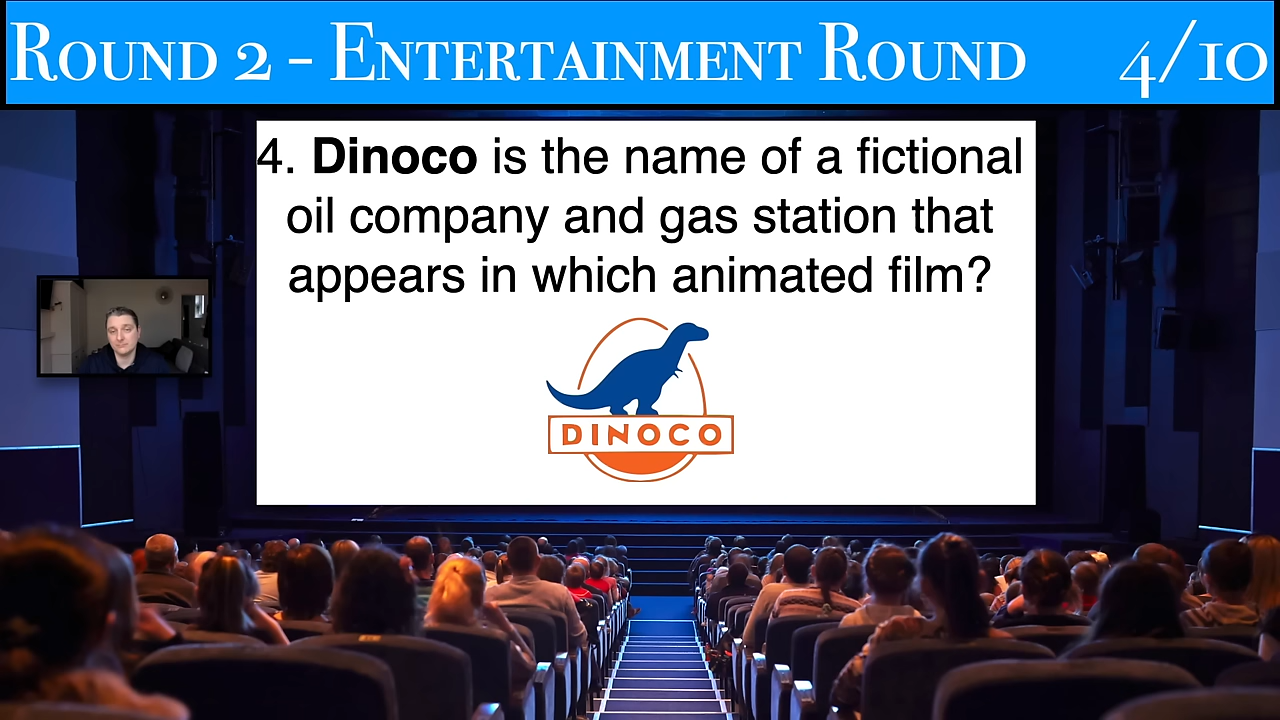 Round 2 - Entertainment Round 4/10
4. Dinoco is the name of a fictional
oil company and gas station that
appears in which animated film?
DINOCO